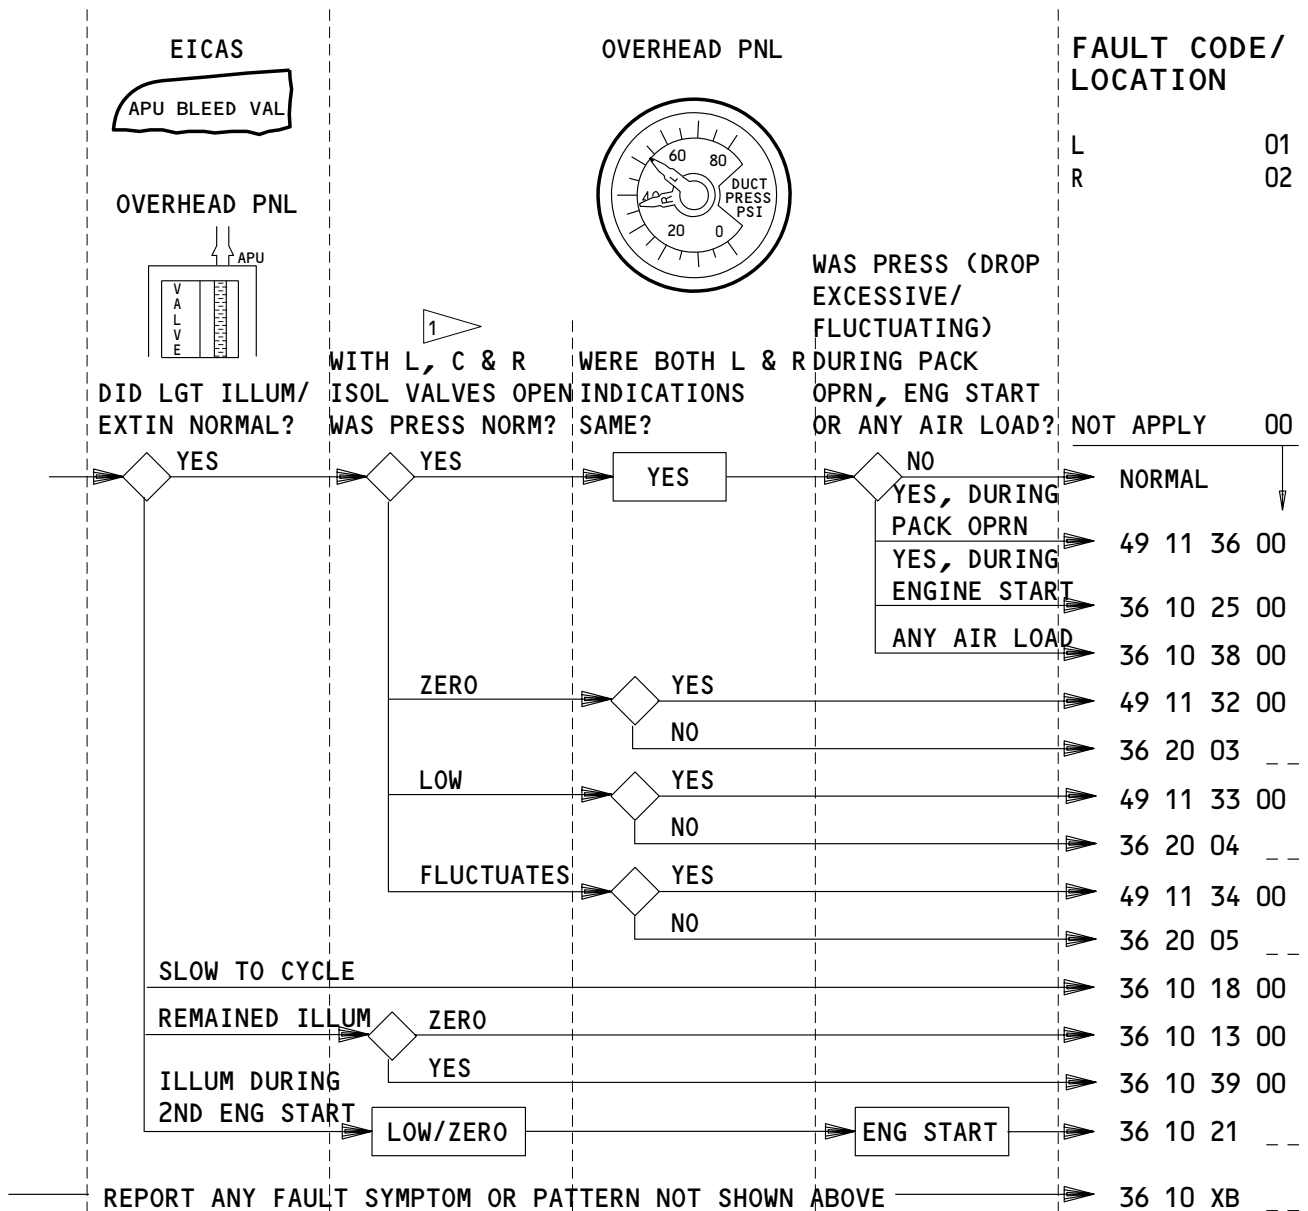 EICAS
APU BLEED VAL
OVERHEAD PNL
APU
VALVE
DID LGT ILLUM/
EXTIN NORMAL?
1
WITH L, C & R
ISOL VALVES OPEN
WAS PRESS NORM?
OVERHEAD PNL
60
80
40
20
0
L
R
DUCT
PRESS
PSI
WERE BOTH L & R
INDICATIONS
SAME?
WAS PRESS (DROP
EXCESSIVE/
FLUCTUATING)
DURING PACK
OPRN, ENG START
OR ANY AIR LOAD?
FAULT CODE/
LOCATION
L 01
R 02
NOT APPLY 00
YES
YES
YES
NO
NORMAL
YES, DURING
PACK OPRN
49 11 36 00
YES, DURING
ENGINE START
36 10 25 00
ANY AIR LOAD
36 10 38 00
ZERO
YES
49 11 32 00
NO
36 20 03 _ _
LOW
YES
49 11 33 00
NO
36 20 04 _ _
FLUCTUATES
YES
49 11 34 00
NO
36 20 05 _ _
SLOW TO CYCLE
36 10 18 00
REMAINED ILLUM
ZERO
36 10 13 00
YES
36 10 39 00
ILLUM DURING
2ND ENG START
LOW/ZERO
ENG START
36 10 21 _ _
REPORT ANY FAULT SYMPTOM OR PATTERN NOT SHOWN ABOVE
36 10 XB _ _